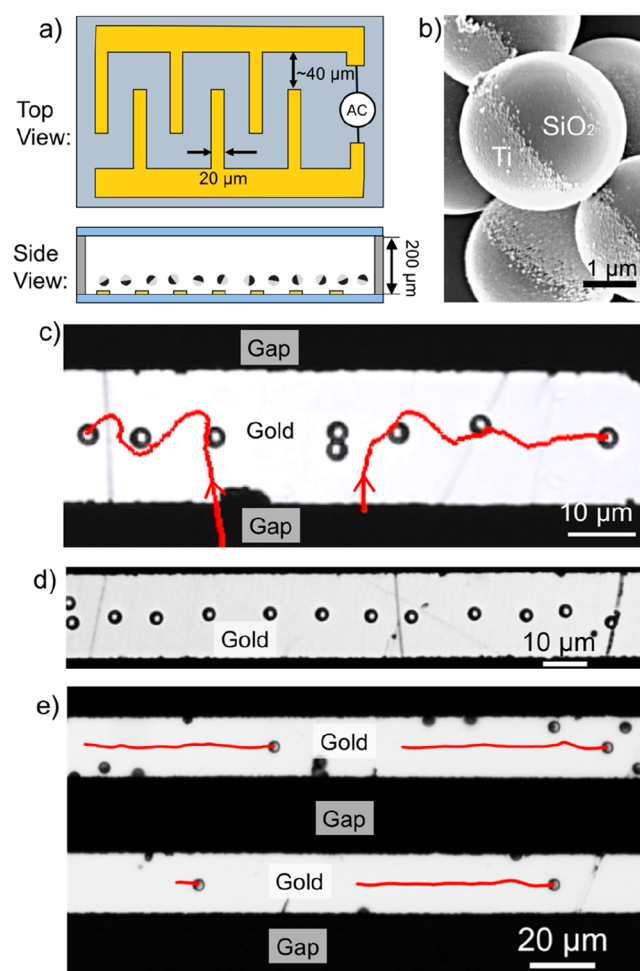 a)
Top
View:
~40 µm
AC
20 µm
Side
View:
200 µm
b)
SiO₂
Ti
1 µm
c)
Gap
Gold
Gap
10 µm
d)
Gold
10 µm
e)
Gold
Gap
Gold
Gap
20 µm